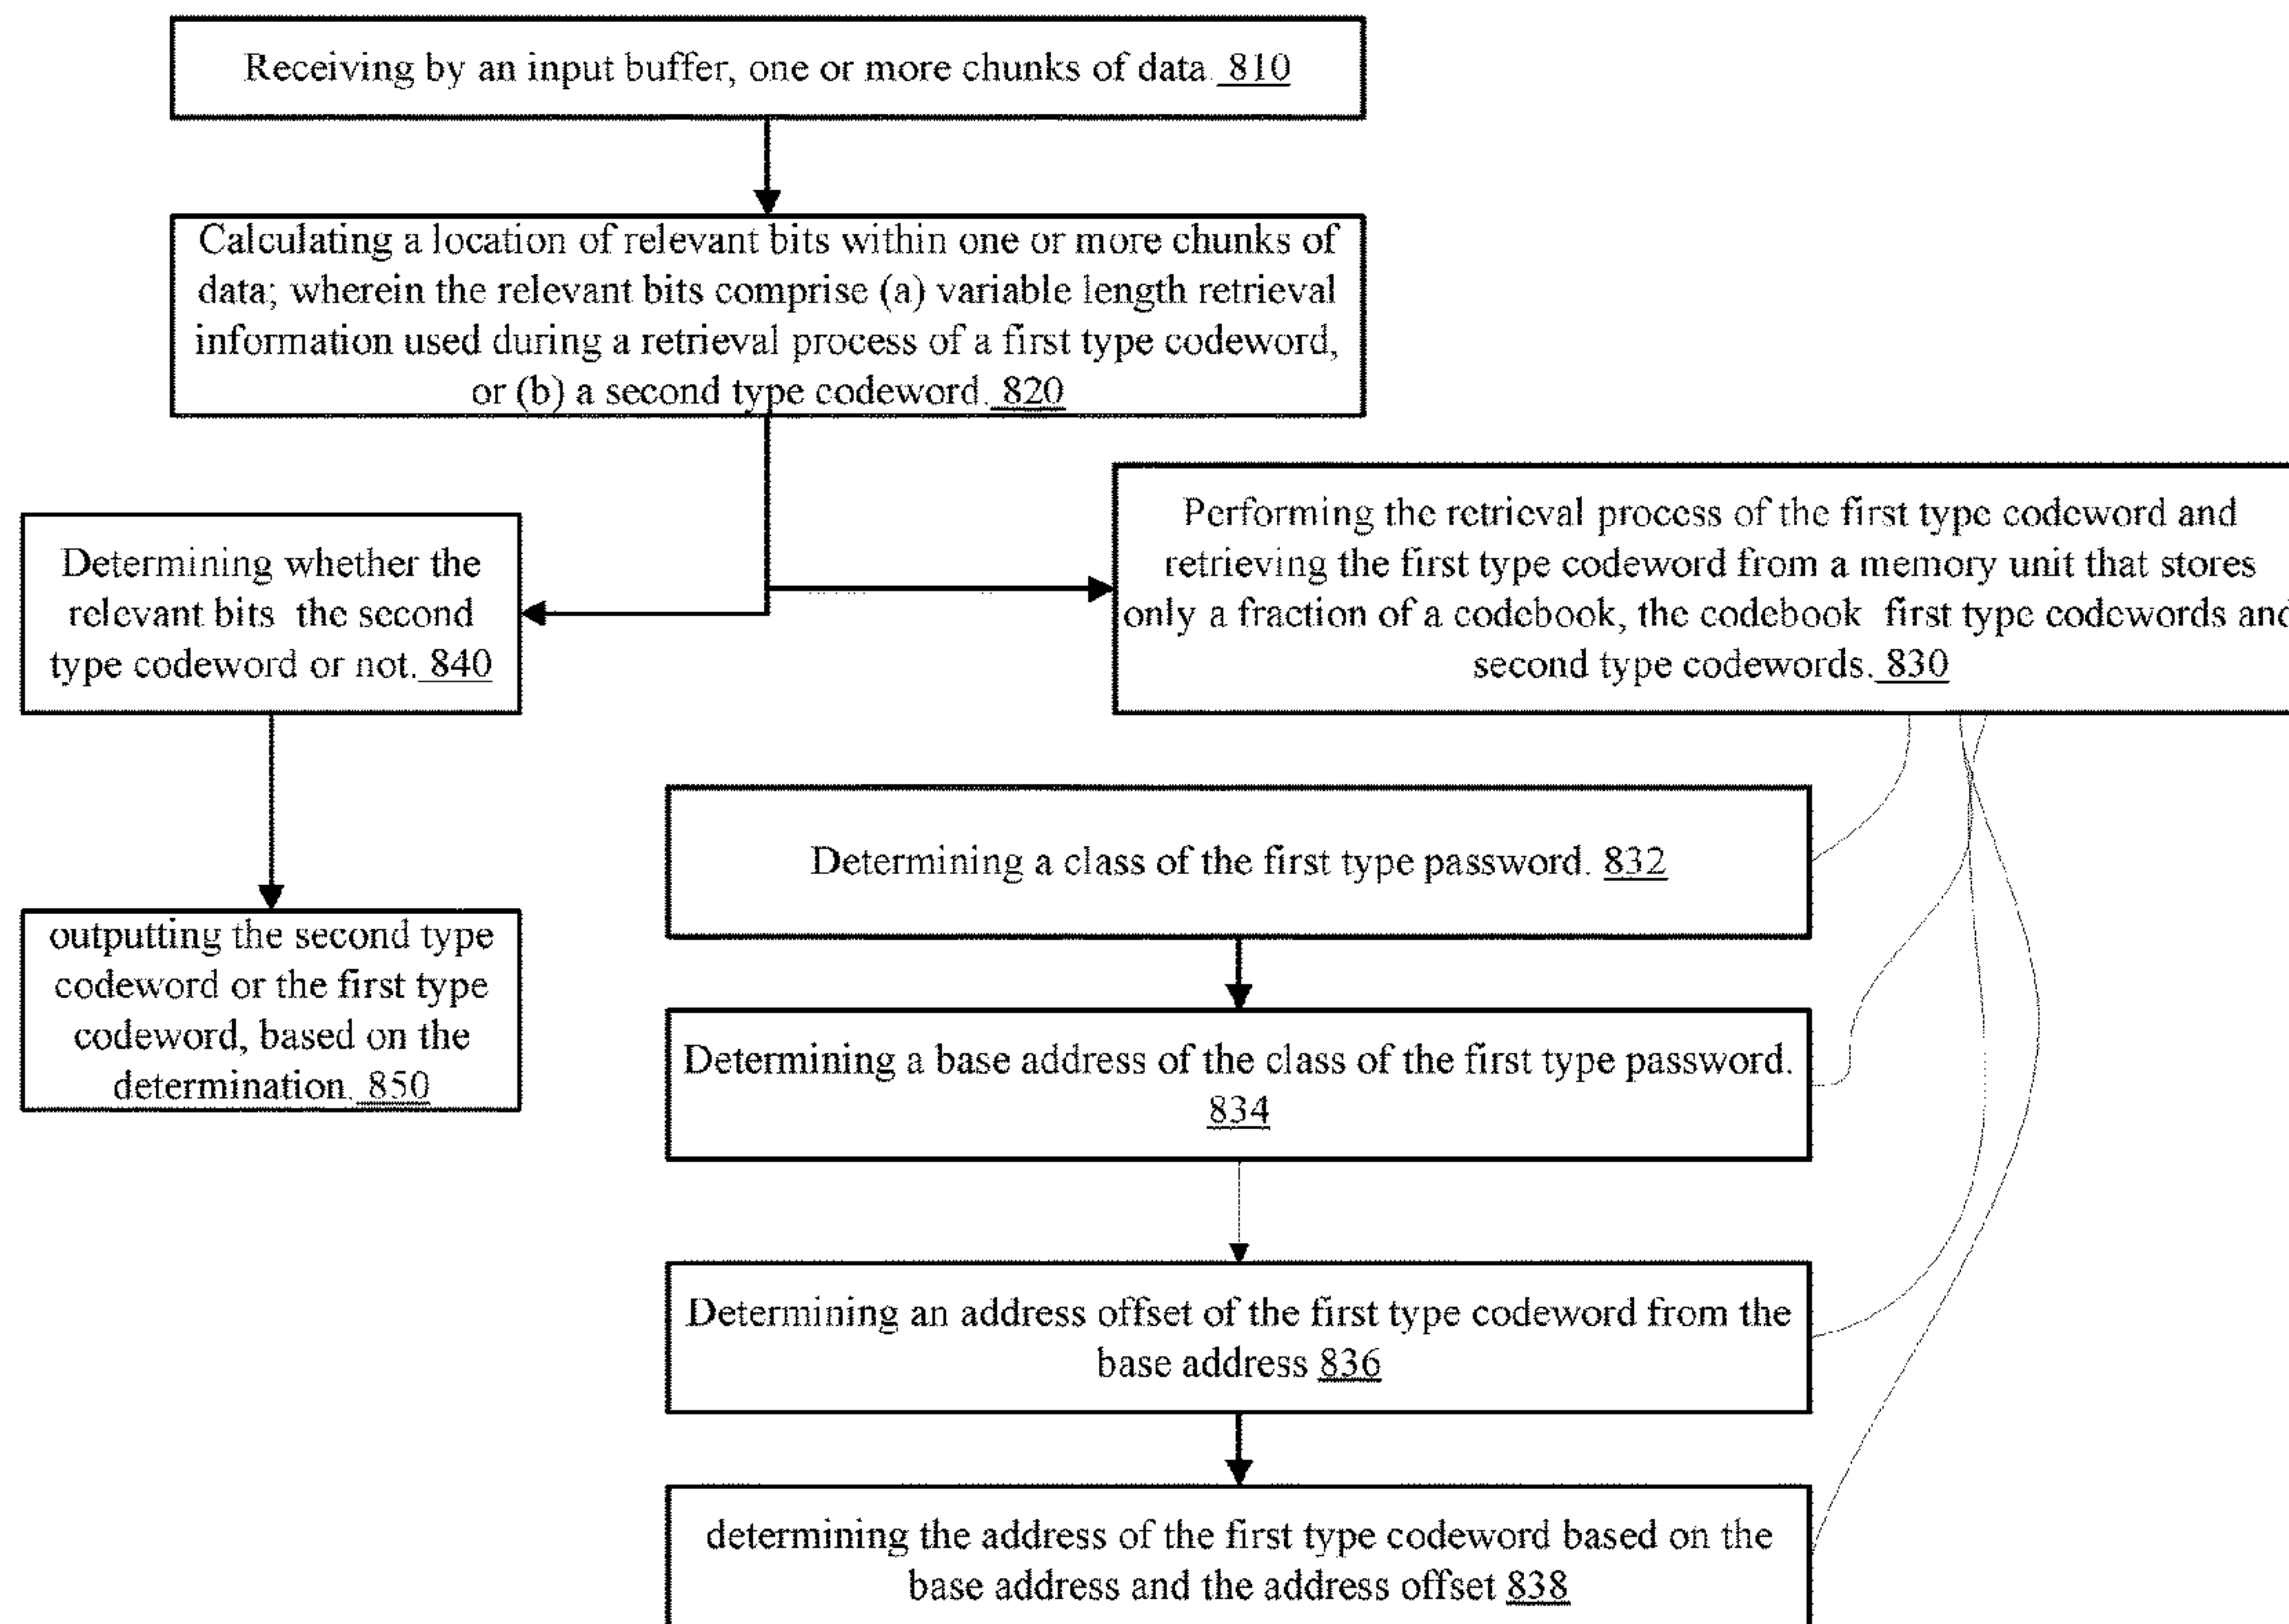 Receiving by an input buffer, one or more chunks of data. 810
Calculating a location of relevant bits within one or more chunks of
data; wherein the relevant bits comprise (a) variable length retrieval
information used during a retrieval process of a first type codeword,
or (b) a second type codeword. 820
Performing the retrieval process of the first type codeword and
retrieving the first type codeword from a memory unit that stores
only a fraction of a codebook, the codebook first type codewords and
second type codewords. 830
Determining whether the
relevant bits the second
type codeword or not. 840
outputting the second type
codeword or the first type
codeword, based on the
determination. 850
Determining a class of the first type password. 832
Determining a base address of the class of the first type password.
834
Determining an address offset of the first type codeword from the
base address 836
determining the address of the first type codeword based on the
base address and the address offset 838